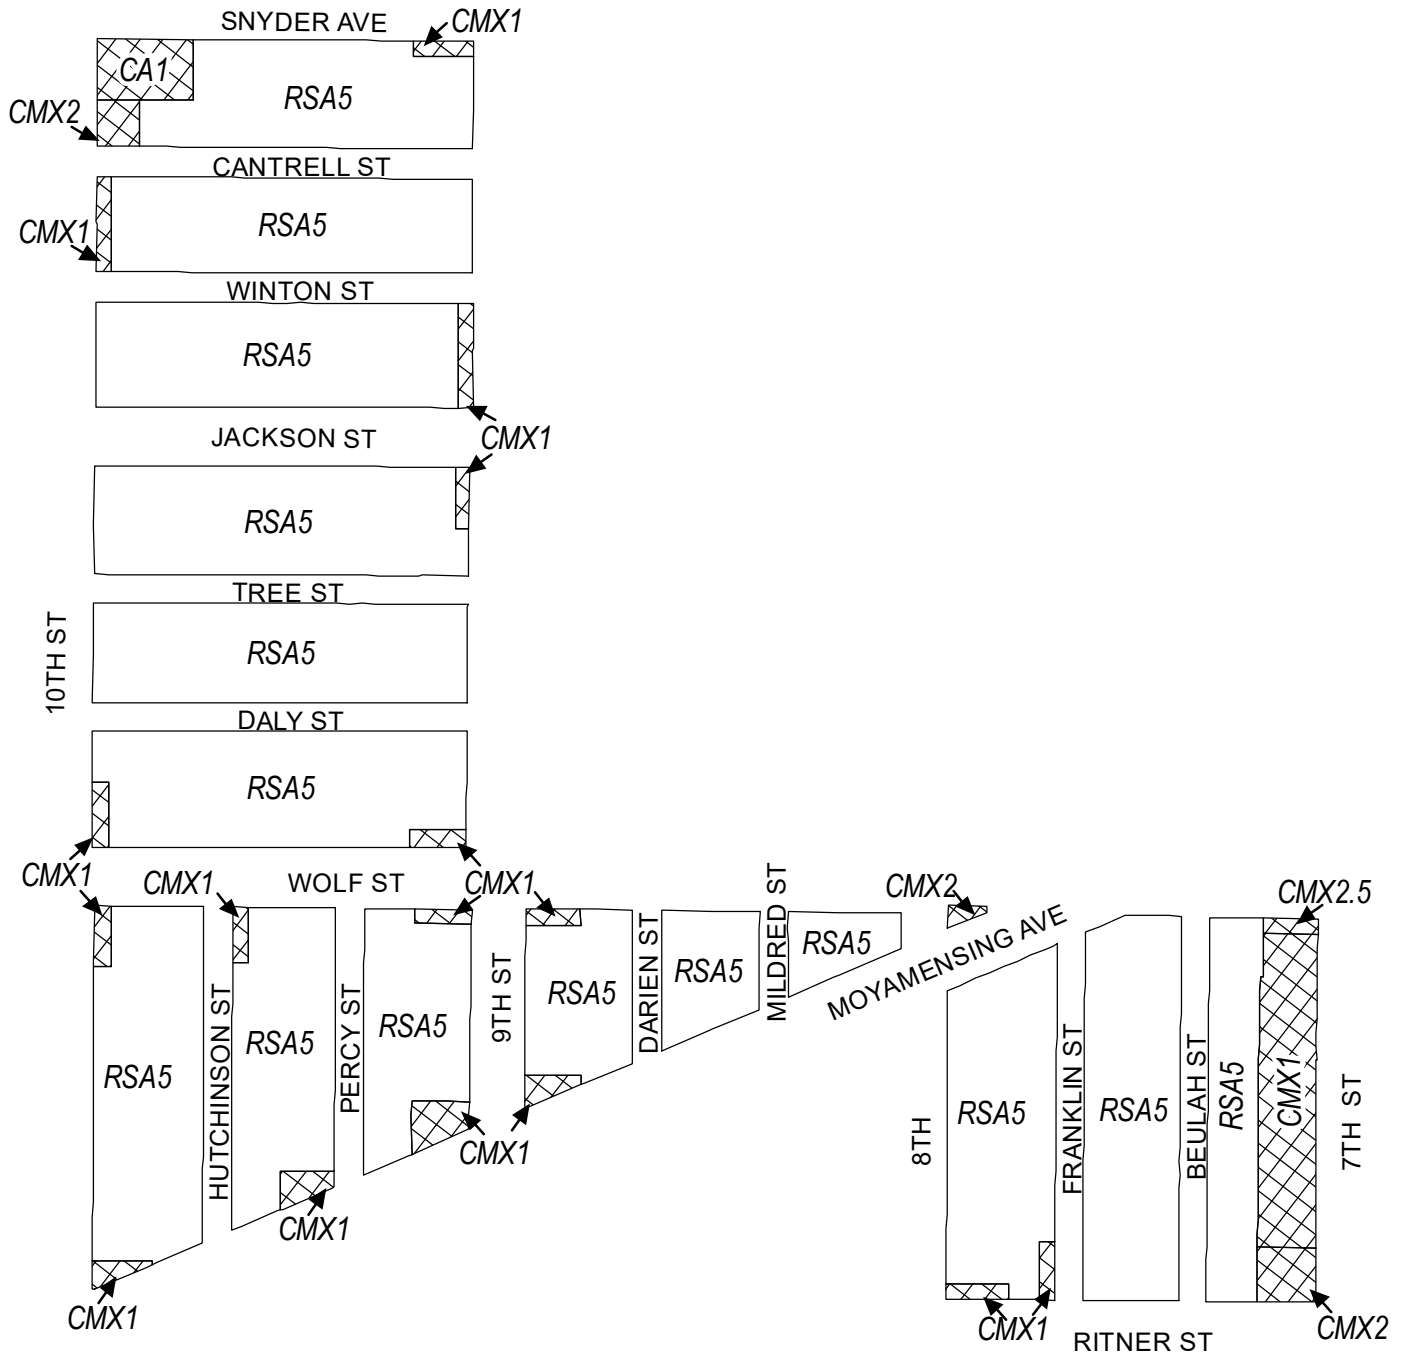 SNYDER AVE
CMX1
CA1
RSA5
CMX2
CANTRELL ST
RSA5
CMX1
WINTON ST
RSA5
JACKSON ST
CMX1
RSA5
TREE ST
10TH ST
RSA5
DALY ST
RSA5
CMX1
CMX1
WOLF ST
CMX1
MILDRED ST
CMX2
CMX2.5
MOYAMENSING AVE
HUTCHINSON ST
PERCY ST
9TH ST
DARIEN ST
RSA5
RSA5
RSA5
RSA5
RSA5
RSA5
8TH
RSA5
FRANKLIN ST
RSA5
BEULAH ST
RSA5
CMX1
7TH ST
CMX1
CMX1
CMX1
CMX1
RITNER ST
CMX2